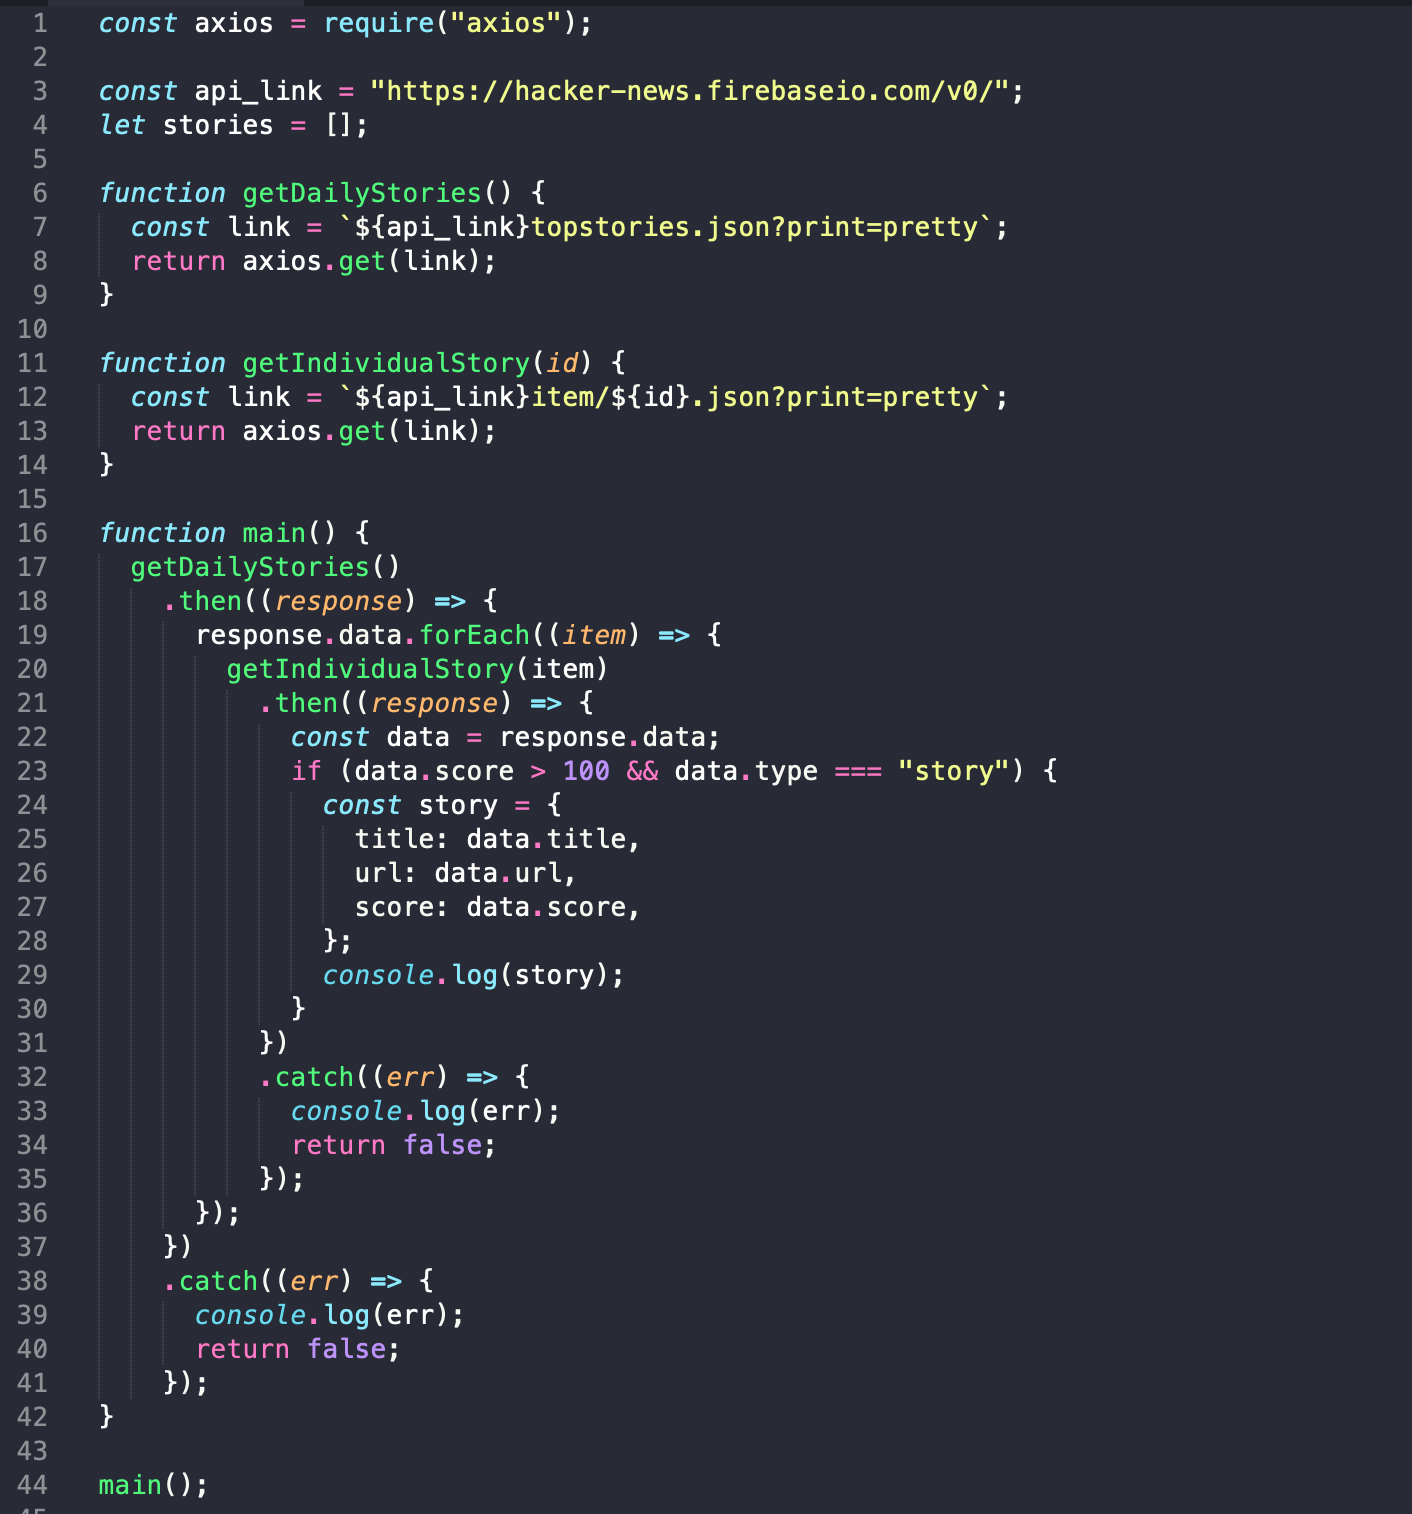 1 const axios = require("axios");
2
3 const api_link = "https://hacker-news.firebaseio.com/v0/";
4 let stories = [];
5
6 function getDailyStories() {
7   const link = `${api_link}topstories.json?print=pretty`;
8   return axios.get(link);
9 }
10
11 function getIndividualStory(id) {
12   const link = `${api_link}item/${id}.json?print=pretty`;
13   return axios.get(link);
14 }
15
16 function main() {
17   getDailyStories()
18     .then((response) => {
19       response.data.forEach((item) => {
20         getIndividualStory(item)
21           .then((response) => {
22             const data = response.data;
23             if (data.score > 100 && data.type === "story") {
24               const story = {
25                 title: data.title,
26                 url: data.url,
27                 score: data.score,
28               };
29               console.log(story);
30             }
31           })
32           .catch((err) => {
33             console.log(err);
34             return false;
35           });
36       });
37     })
38     .catch((err) => {
39       console.log(err);
40       return false;
41     });
42 }
43
44 main();